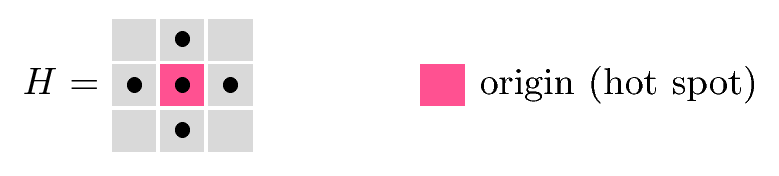 H =
origin (hot spot)